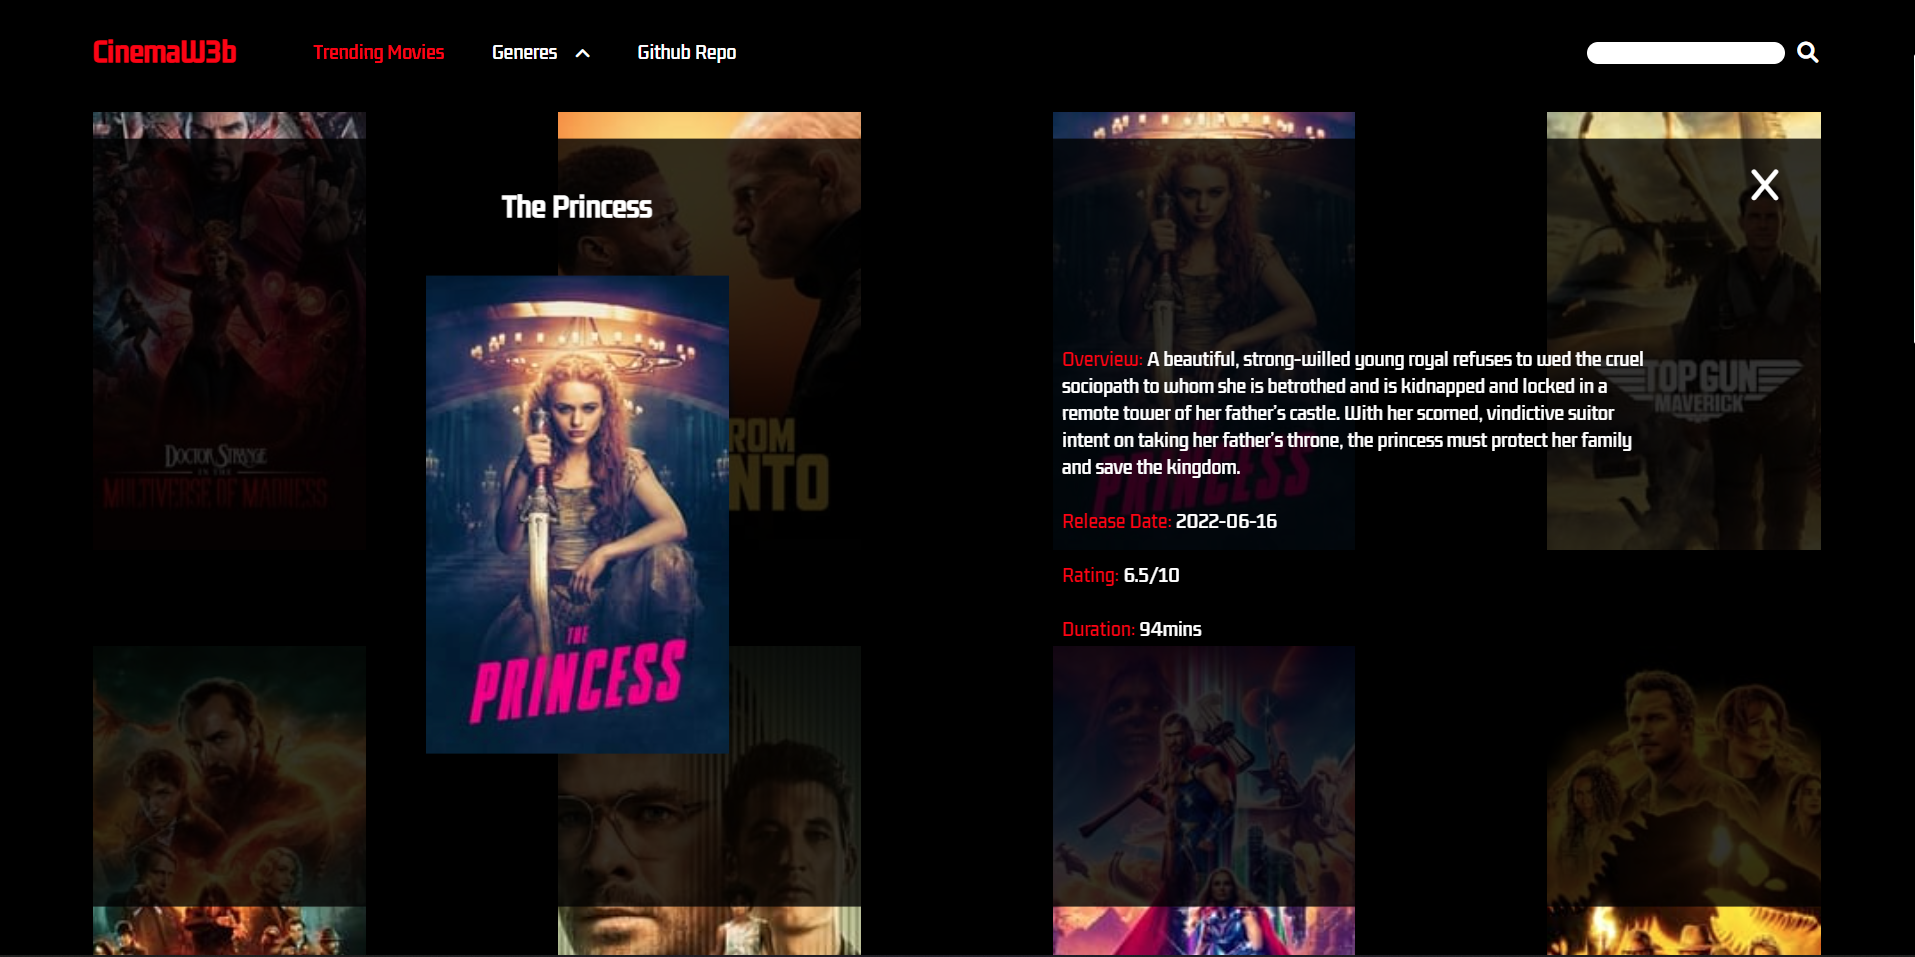 CinemaW3b
Trending Movies
Generes
Github Repo
The Princess
X
DOCTOR STRANGE
IN THE
MULTIVERSE OF MADNESS
ROM
NTO
THE
PRINCESS
Overview: A beautiful, strong-willed young royal refuses to wed the cruel
sociopath to whom she is betrothed and is kidnapped and locked in a
remote tower of her father's castle. With her scorned, vindictive suitor
intent on taking her father's throne, the princess must protect her family
and save the kingdom.
PRINCESS
Release Date: 2022-06-16
Rating: 6.5/10
Duration: 94mins
TOP GUN
MAVERICK